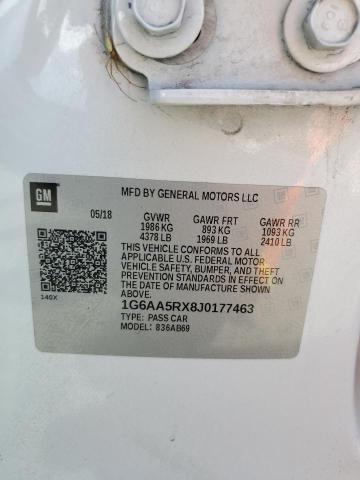 GM
MFD BY GENERAL MOTORS LLC
05/18 GVWR GAWR FRT GAWR RR
1986 KG 893 KG 1093 KG
4378 LB 1969 LB 2410 LB
THIS VEHICLE CONFORMS TO ALL
APPLICABLE U.S. FEDERAL MOTOR
VEHICLE SAFETY, BUMPER, AND THEFT
PREVENTION STANDARDS IN EFFECT ON
THE DATE OF MANUFACTURE SHOWN ABOVE.
140X
1G6AA5RX8J0177463
TYPE: PASS CAR
MODEL: 836AB69